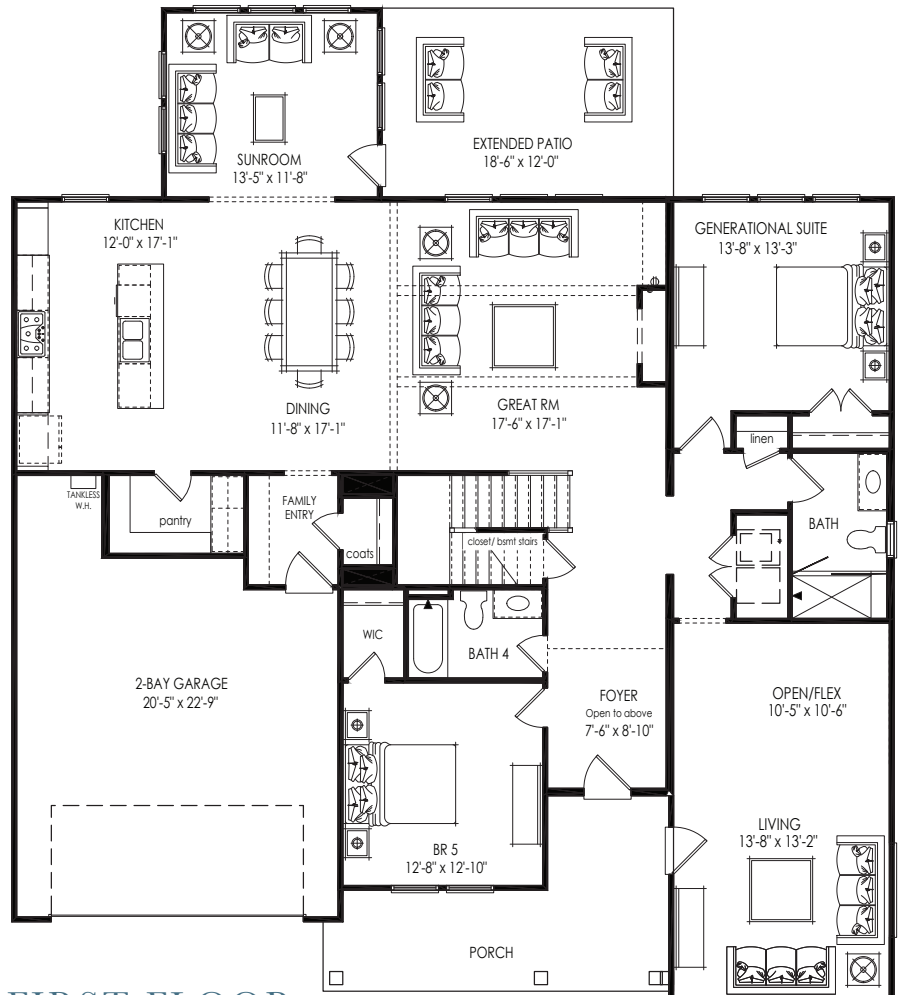 SUNROOM
13'-5" x 11'-8"
EXTENDED PATIO
18'-6" x 12'-0"
KITCHEN
12'-0" x 17'-1"
GENERATIONAL SUITE
13'-8" x 13'-3"
DINING
11'-8" x 17'-1"
GREAT RM
17'-6" x 17'-1"
linen
TANKLESS
W.H.
pantry
FAMILY
ENTRY
coats
closet/ bsmt stairs
BATH
WIC
BATH 4
2-BAY GARAGE
20'-5" x 22'-9"
FOYER
Open to above
7'-6" x 8'-10"
OPEN/FLEX
10'-5" x 10'-6"
BR 5
12'-8" x 12'-10"
LIVING
13'-8" x 13'-2"
PORCH
FIRST FLOOR